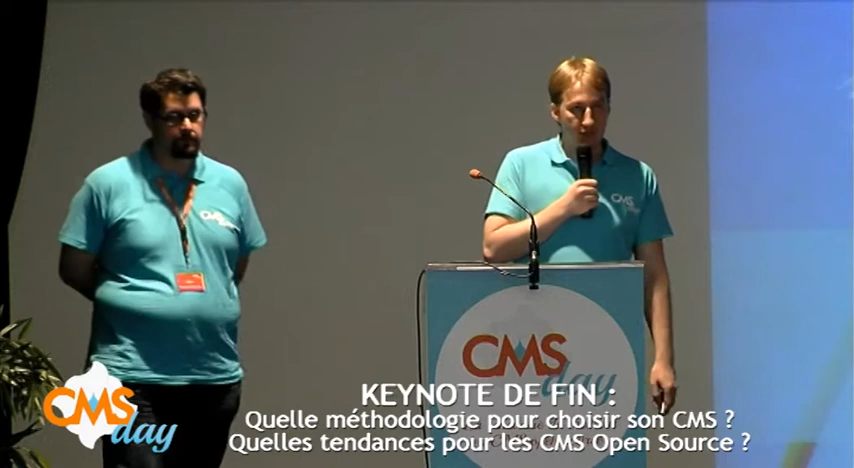 CMS
CMS
CMS
day
KEYNOTE DE FIN :
Quelle méthodologie pour choisir son CMS ?
Quelles tendances pour les CMS Open Source ?
CMS
day